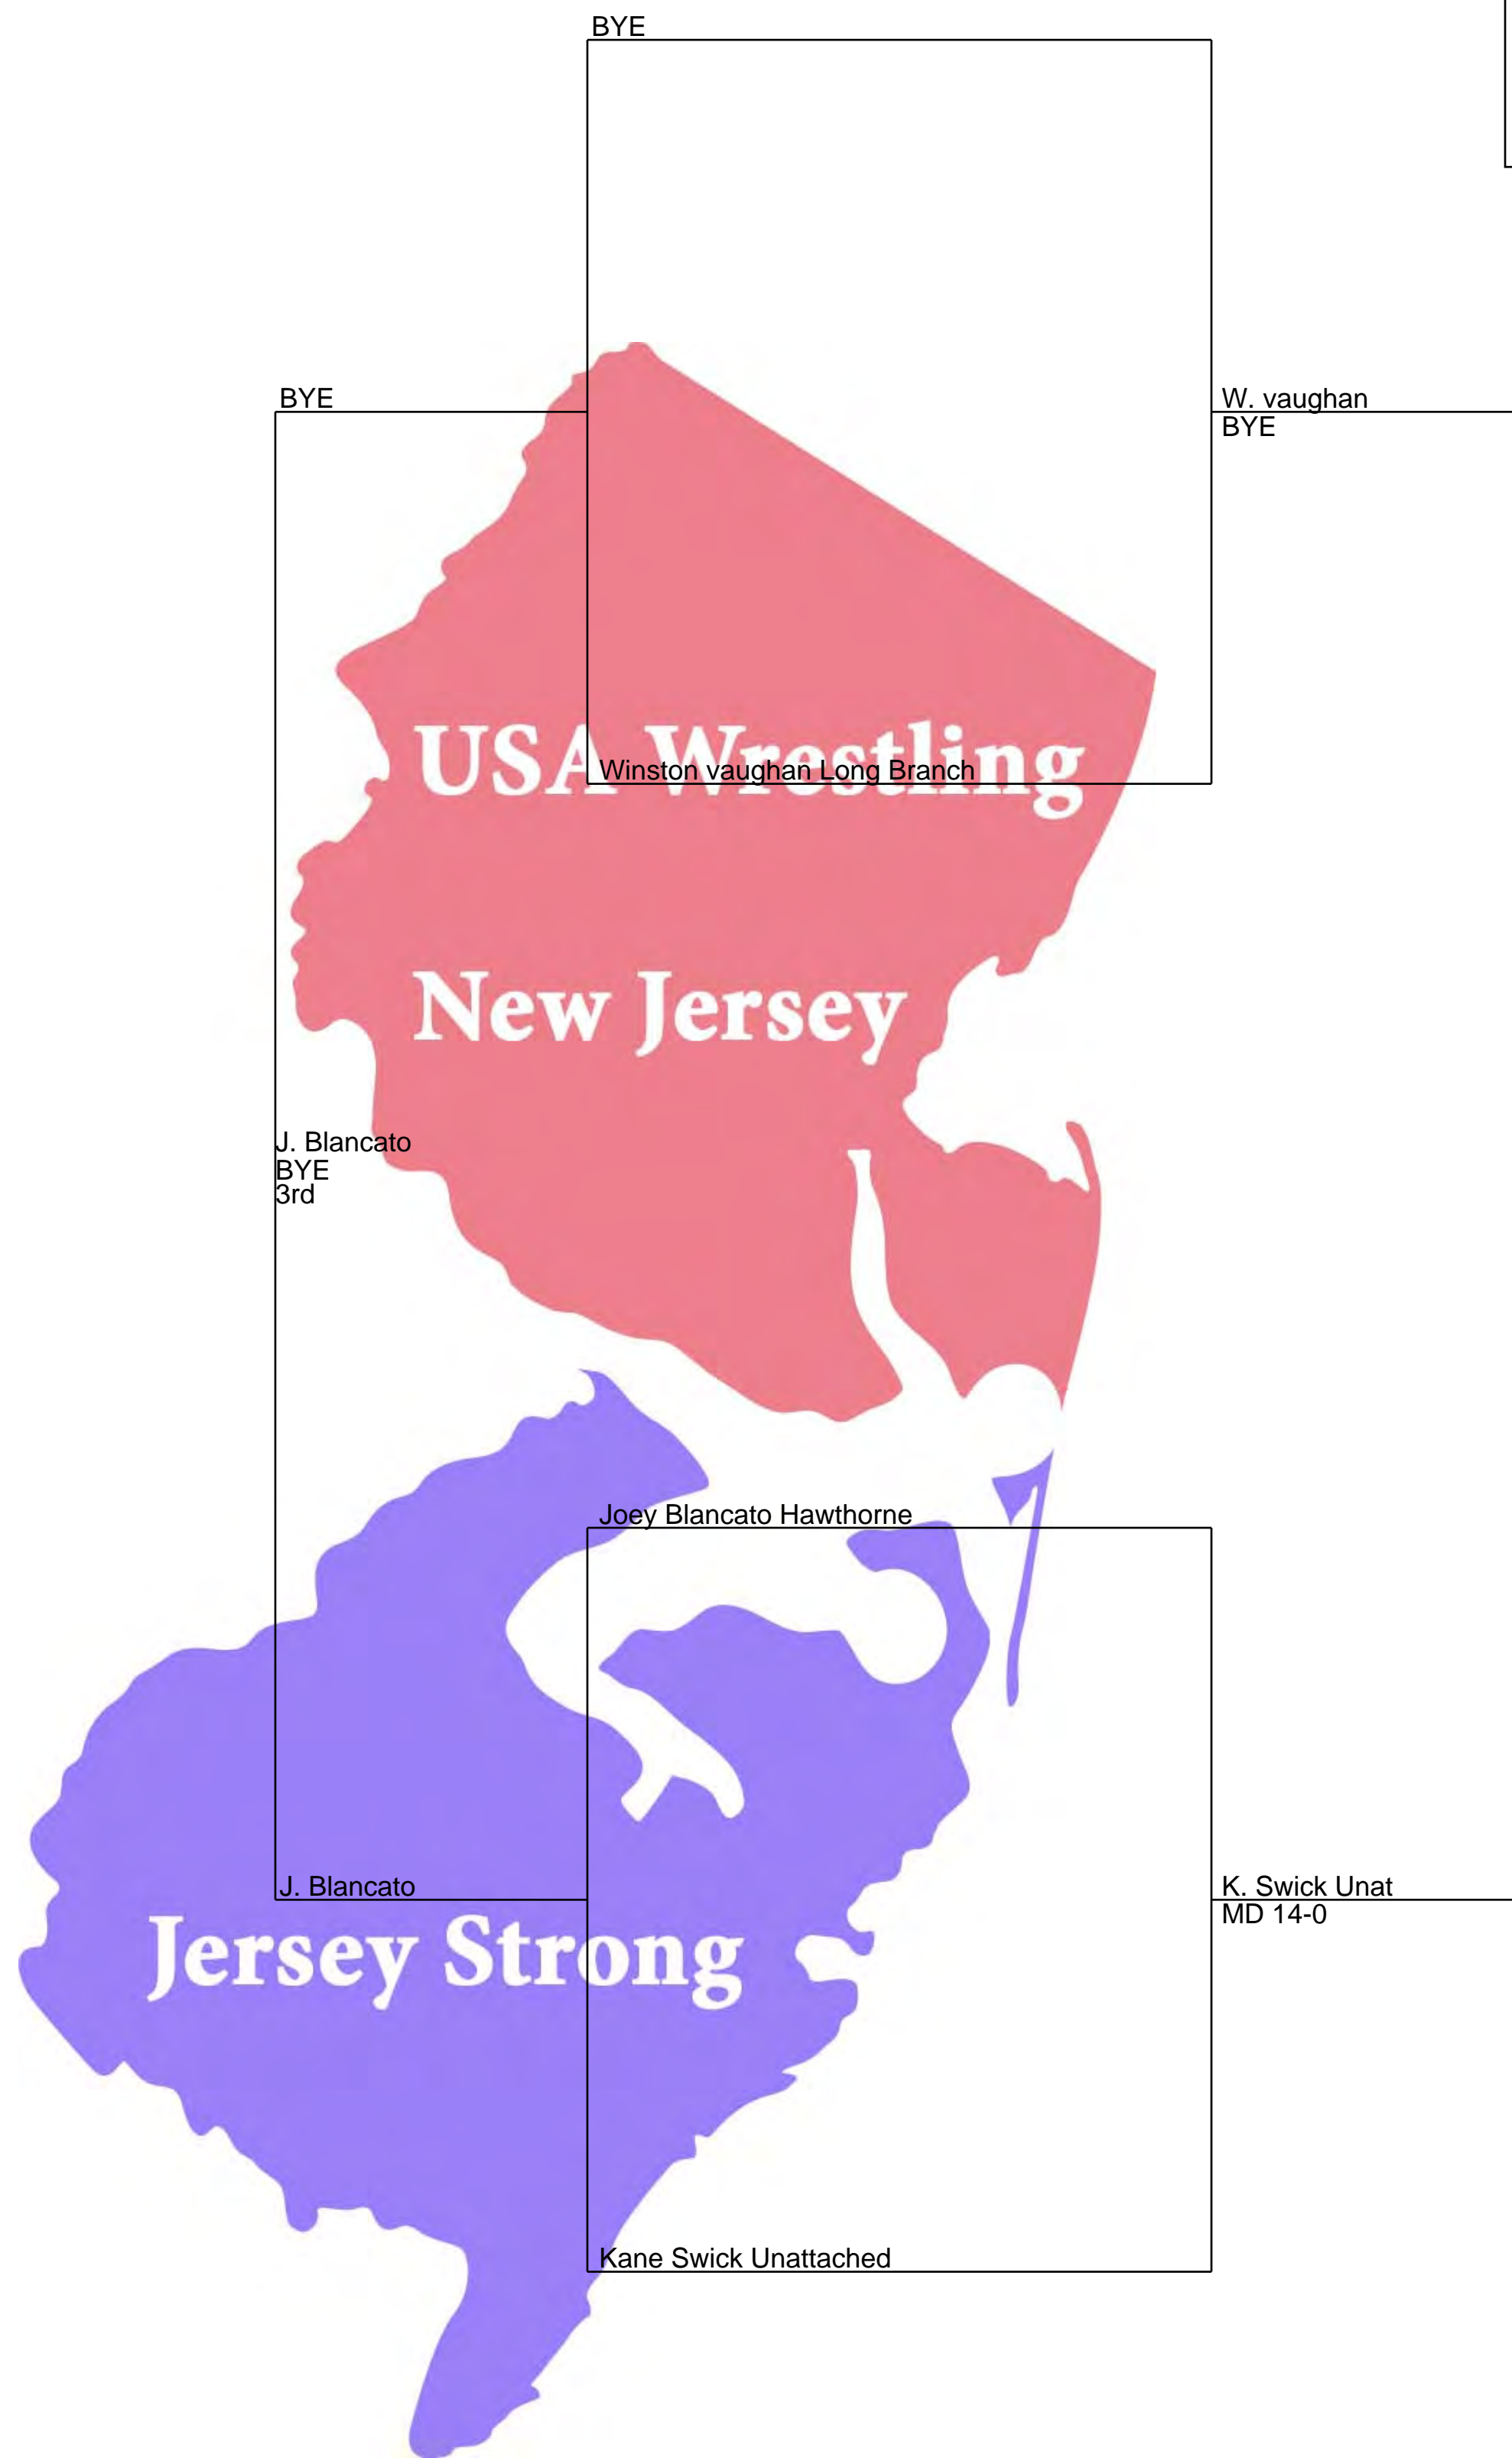 BYE
BYE
W. vaughan
BYE
USA Wrestling
Winston vaughan Long Branch
New Jersey
J. Blancato
BYE
3rd
Joey Blancato Hawthorne
J. Blancato
K. Swick Unat
MD 14-0
Jersey Strong
Kane Swick Unattached